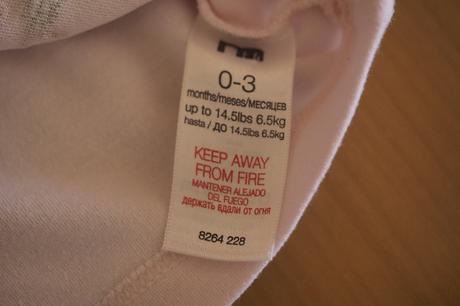 0-3
months/meses/МЕСЯЦЕВ
up to 14.5lbs 6.5kg
hasta / ДО 14.5lbs 6.5kg
KEEP AWAY
FROM FIRE
MANTENER ALEJADO
DEL FUEGO
держать вдали от огня
8264 228